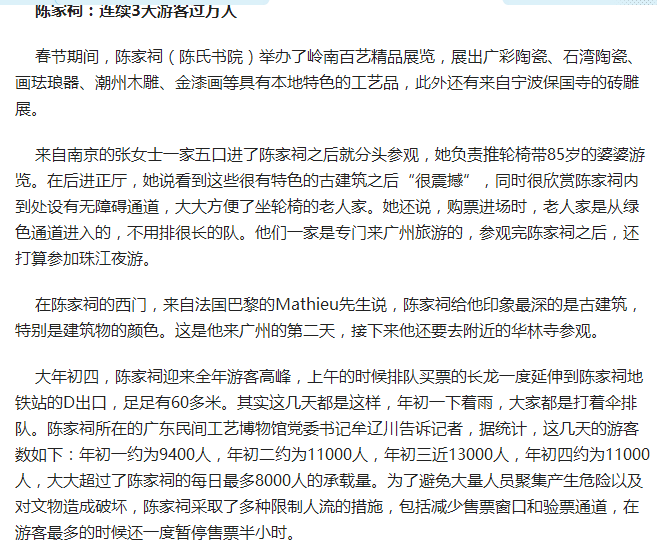 陈家祠：连续3大游客过万人
春节期间，陈家祠（陈氏书院）举办了岭南百艺精品展览，展出广彩陶瓷、石湾陶瓷、
画珐琅器、潮州木雕、金漆画等具有本地特色的工艺品，此外还有来自宁波保国寺的砖雕
展。
来自南京的张女士一家五口进了陈家祠之后就分头参观，她负责推轮椅带85岁的婆婆游
览。在后进正厅，她说看到这些很有特色的古建筑之后“很震撼”，同时很欣赏陈家祠内
到处设有无障碍通道，大大方便了坐轮椅的老人家。她还说，购票进场时，老人家是从绿
色通道进入的，不用排很长的队。他们一家是专门来广州旅游的，参观完陈家祠之后，还
打算参加珠江夜游。
在陈家祠的西门，来自法国巴黎的Mathieu先生说，陈家祠给他印象最深的是古建筑，
特别是建筑物的颜色。这是他来广州的第二天，接下来他还要去附近的华林寺参观。
大年初四，陈家祠迎来全年游客高峰，上午的时候排队买票的长龙一度延伸到陈家祠地
铁站的D出口，足足有60多米。其实这几天都是这样，年初一下着雨，大家都是打着伞排
队。陈家祠所在的广东民间工艺博物馆党委书记牟辽川告诉记者，据统计，这几天的游客
数如下：年初一约为9400人，年初二约为11000人，年初三近13000人，年初四约为11000
人，大大超过了陈家祠的每日最多8000人的承载量。为了避免大量人员聚集产生危险以及
对文物造成破坏，陈家祠采取了多种限制人流的措施，包括减少售票窗口和验票通道，在
游客最多的时候还一度暂停售票半小时。